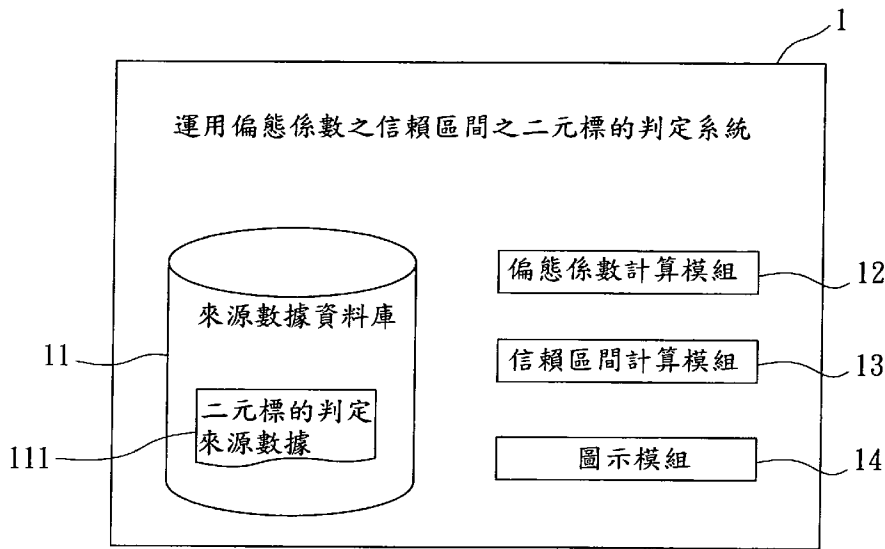 1
運用偏態係數之信賴區間之二元標的判定系統
偏態係數計算模組
12
來源數據資料庫
11
信賴區間計算模組
13
二元標的判定
來源數據
111
圖示模組
14